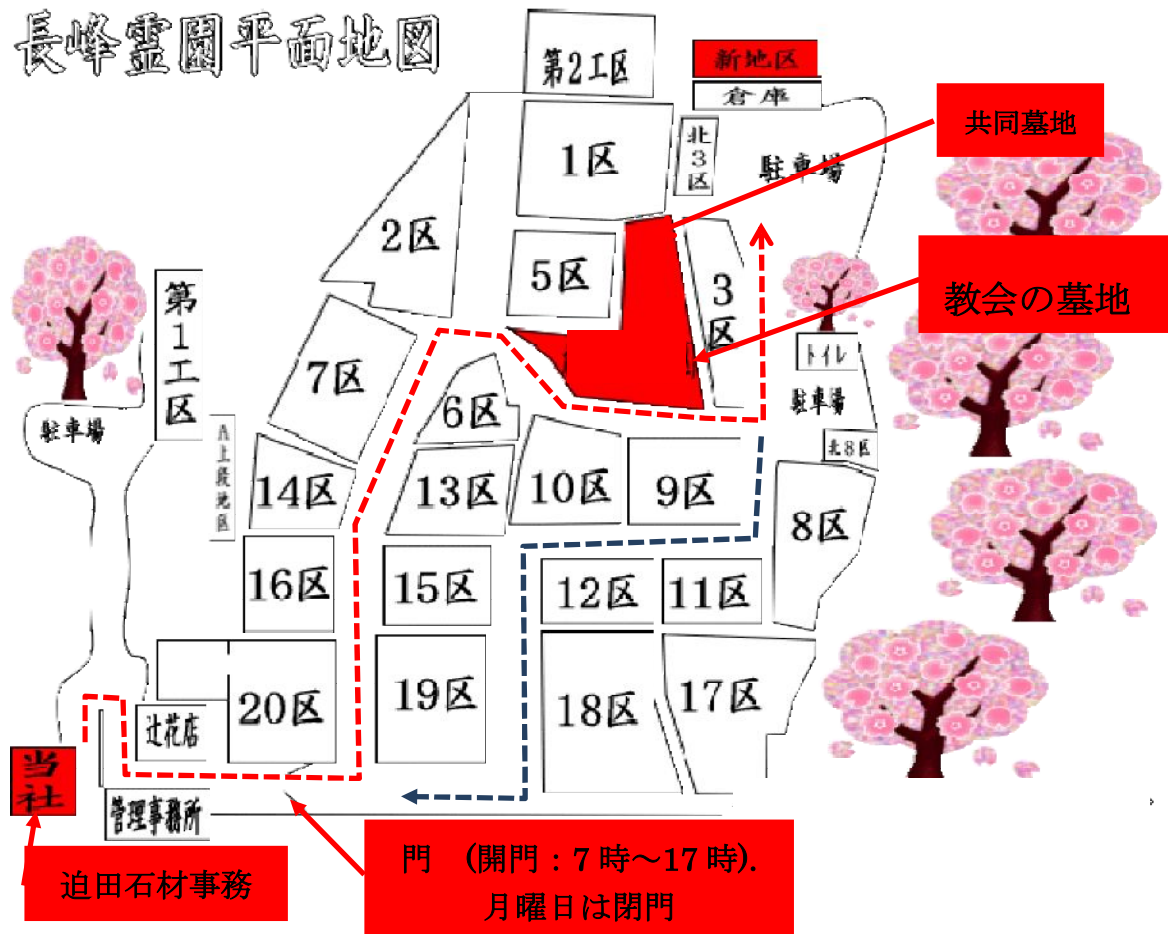 長峰霊園平面地図
第2工区
新地区
倉庫
共同墓地
1区
北3区
駐車場
2区
5区
3区
教会の墓地
第1工区
7区
トイレ
6区
駐車場
駐車場
A上段地区
14区
13区
10区
9区
北8区
8区
16区
15区
12区
11区
20区
19区
18区
17区
辻花店
当社
管理事務所
迫田石材事務
門 (開門:7時~17時).
月曜日は閉門